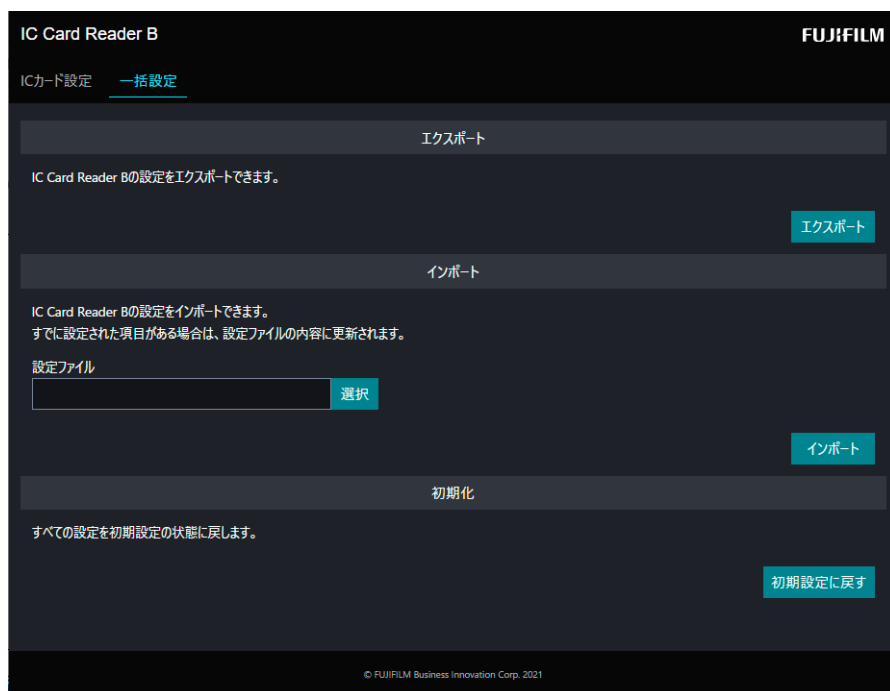 IC Card Reader B
FUJIFILM
ICカード設定 一括設定
エクスポート
IC Card Reader Bの設定をエクスポートできます。
エクスポート
インポート
IC Card Reader Bの設定をインポートできます。
すでに設定された項目がある場合は、設定ファイルの内容に更新されます。
設定ファイル
選択
インポート
初期化
すべての設定を初期設定の状態に戻します。
初期設定に戻す
© FUJIFILM Business Innovation Corp. 2021